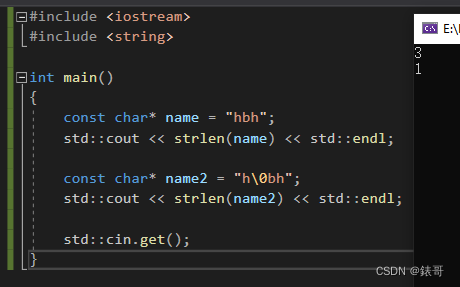 #include <iostream>
#include <string>
int main()
{
const char* name = "hbh";
std::cout << strlen(name) << std::endl;
const char* name2 = "h\0bh";
std::cout << strlen(name2) << std::endl;
std::cin.get();
}
C:\ E:\
3
1
CSDN @錶哥